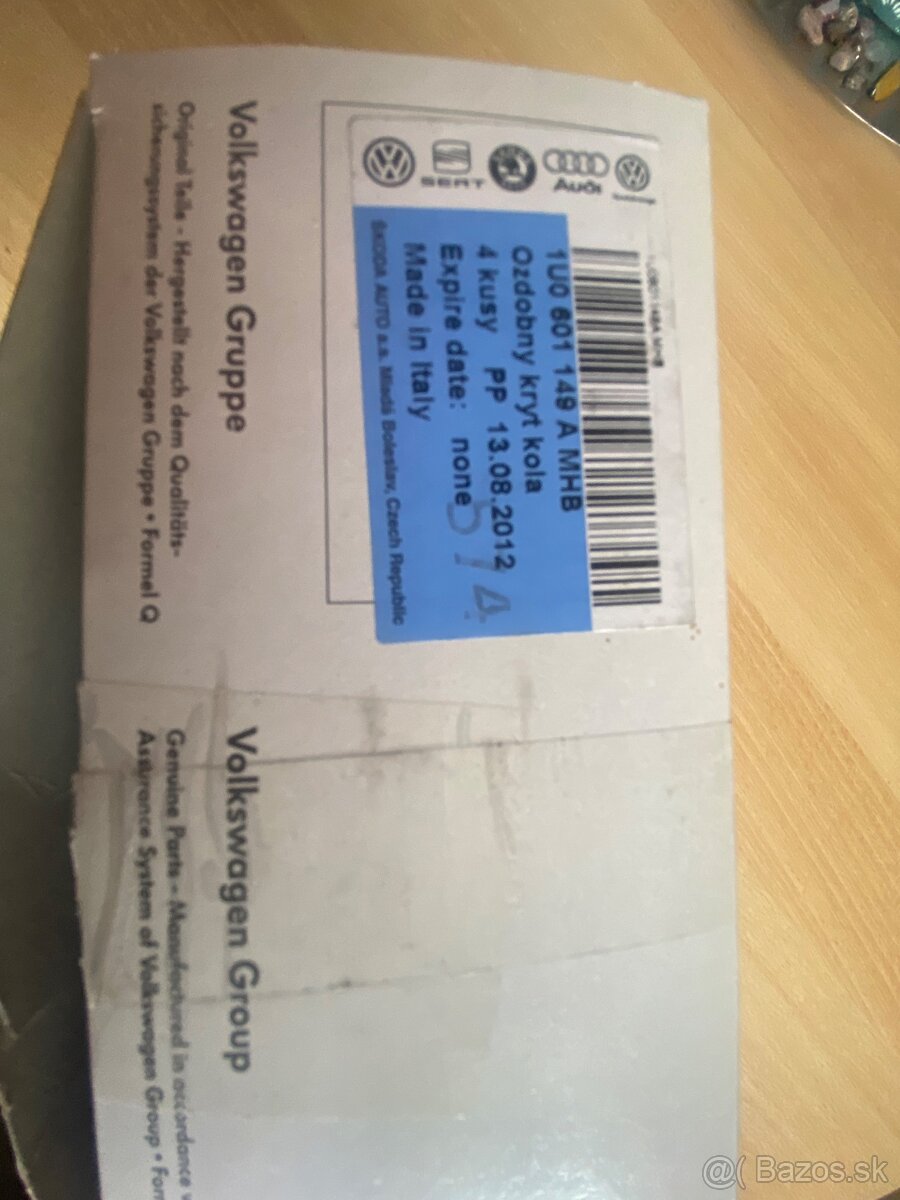 SEAT
Audi
1U0 601 149 A MHB
Ozdobny kryt kola
4 kusy PP 13.08.2012
Expire date: none
Made in Italy
ŠKODA AUTO a.s. Mladá Boleslav, Czech Republic
Volkswagen Gruppe
Original Teile - Hergestellt nach dem Qualitäts-
sicherungssystem der Volkswagen Gruppe • Formel Q
Volkswagen Group
Genuine Parts - Manufactured in accordance
Assurance System of Volkswagen Group •
@( Bazos.sk